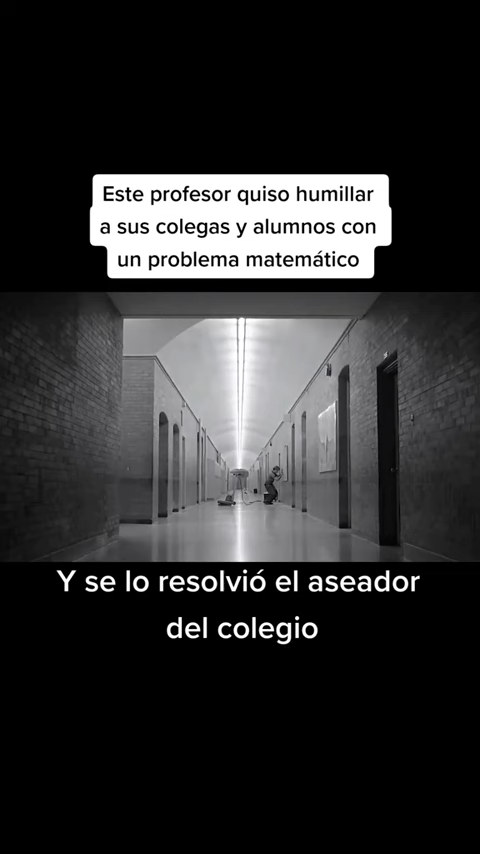 Este profesor quiso humillar
a sus colegas y alumnos con
un problema matemático
Y se lo resolvió el aseador
del colegio